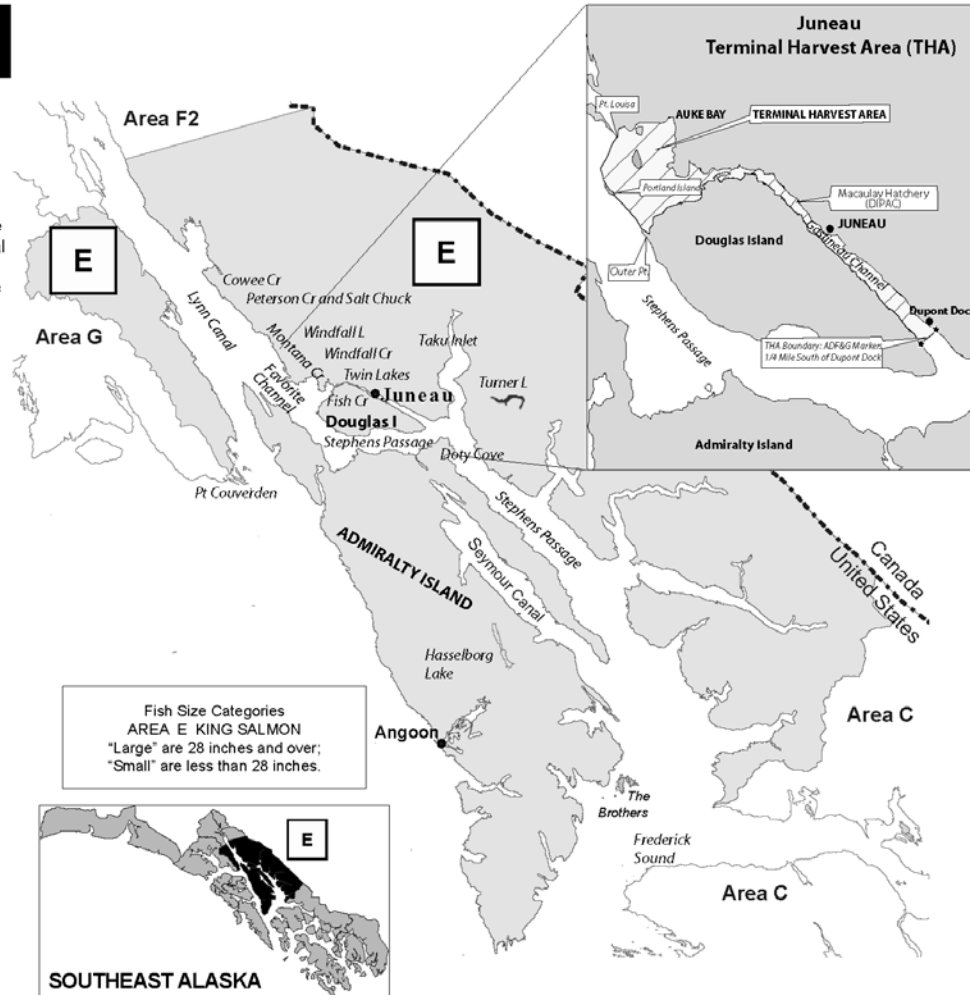 Juneau
Terminal Harvest Area (THA)
Pt. Louisa
AUKE BAY
TERMINAL HARVEST AREA
Portland Island
Macaulay Hatchery
(DIPAC)
JUNEAU
Douglas Island
Gastineau Channel
Outer Pt.
Stephens Passage
Dupont Doc
THA Boundary: ADF&G Markers
1/4 Mile South of Dupont Dock
Admiralty Island
Area F2
E
E
Area G
Lynn Canal
Cowee Cr
Peterson Cr and Salt Chuck
Montana Cr
Windfall L
Windfall Cr
Twin Lakes
Taku Inlet
Favorite
Channel
Fish Cr
Juneau
Turner L
Douglas I
Stephens Passage
Doty Cove
Pt Couverden
Stephens Passage
Seymour Canal
ADMIRALTY ISLAND
Canada
United States
Hasselborg
Lake
Angoon
Area C
The
Brothers
Frederick
Sound
Area C
Fish Size Categories
AREA E KING SALMON
“Large” are 28 inches and over;
“Small” are less than 28 inches.
E
SOUTHEAST ALASKA